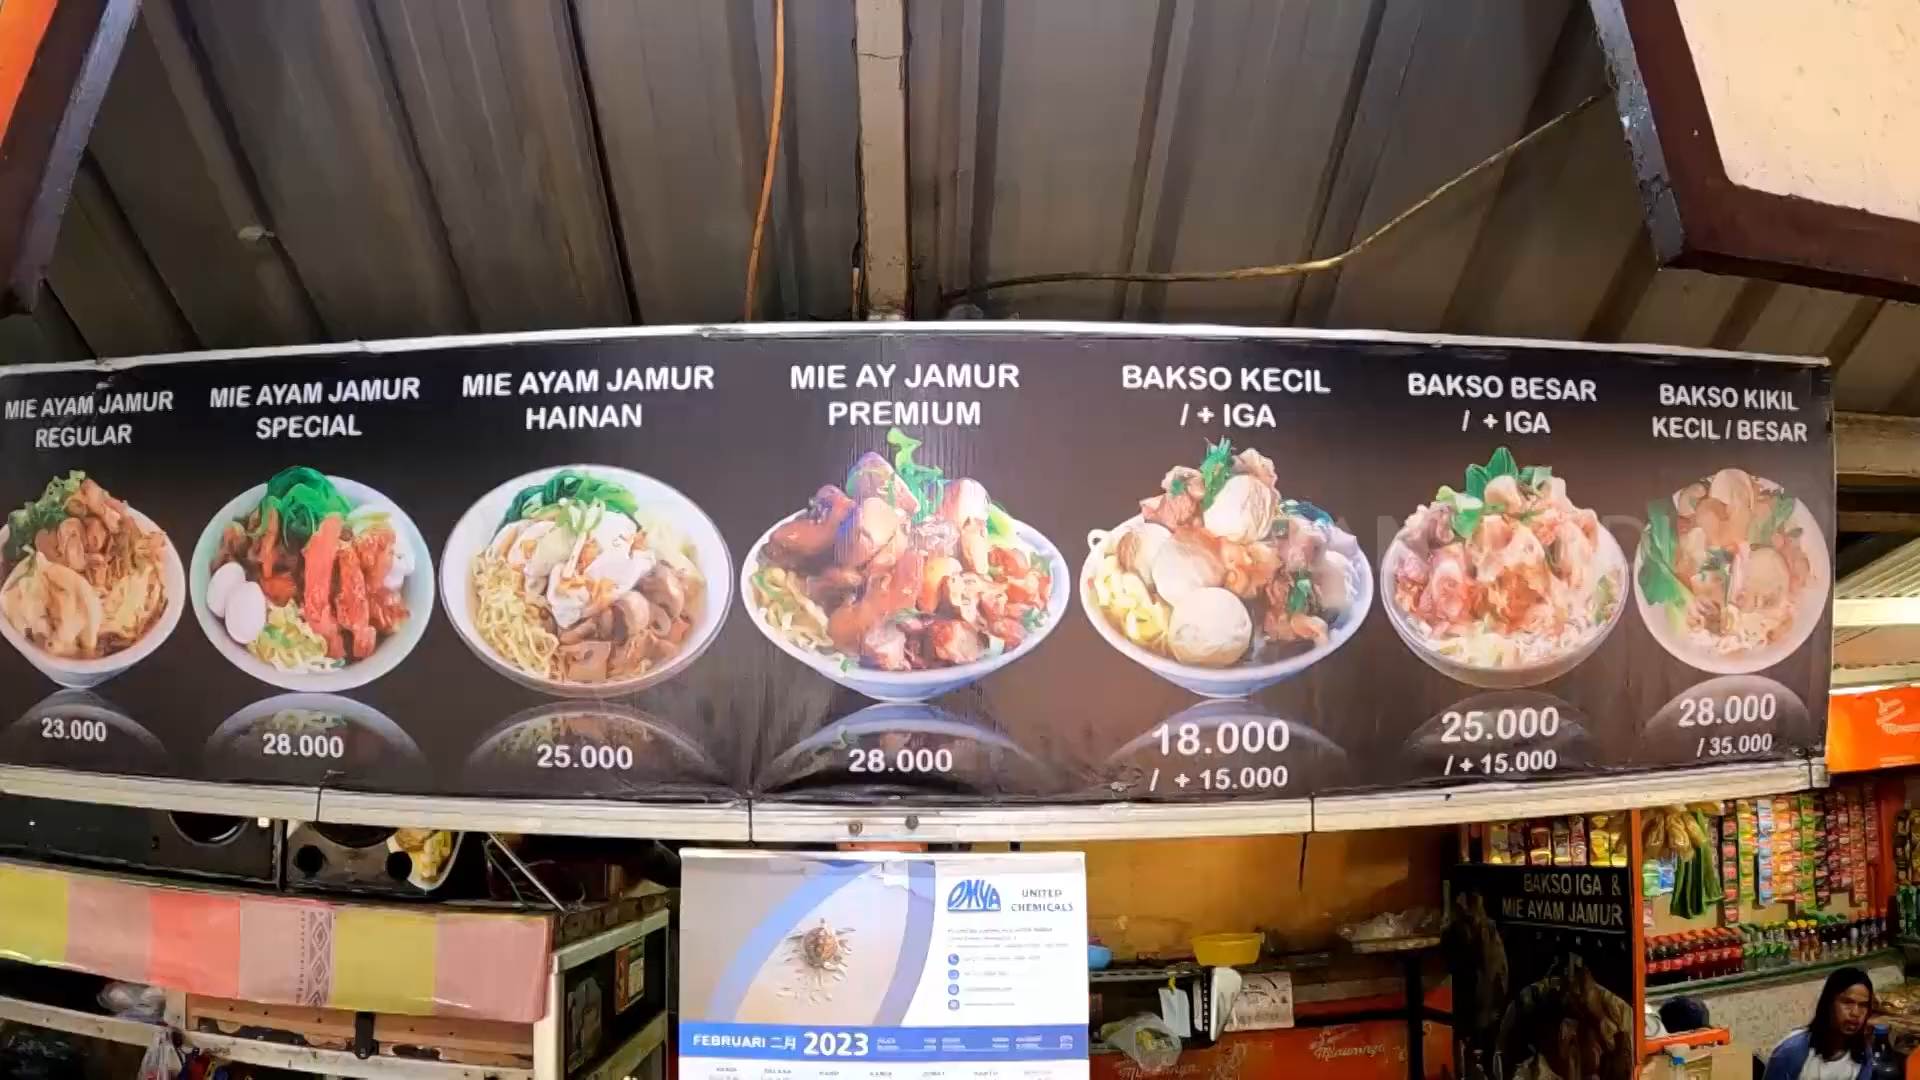 MIE AYAM JAMUR
REGULAR
23.000
MIE AYAM JAMUR
SPECIAL
28.000
MIE AYAM JAMUR
HAINAN
25.000
MIE AY JAMUR
PREMIUM
28.000
BAKSO KECIL
/ + IGA
18.000
/ + 15.000
BAKSO BESAR
/ + IGA
25.000
/ + 15.000
BAKSO KIKIL
KECIL / BESAR
28.000
/ 35.000
OMYA
UNITED
CHEMICALS
FEBRUARI 二月 2023
BAKSO IGA &
MIE AYAM JAMUR